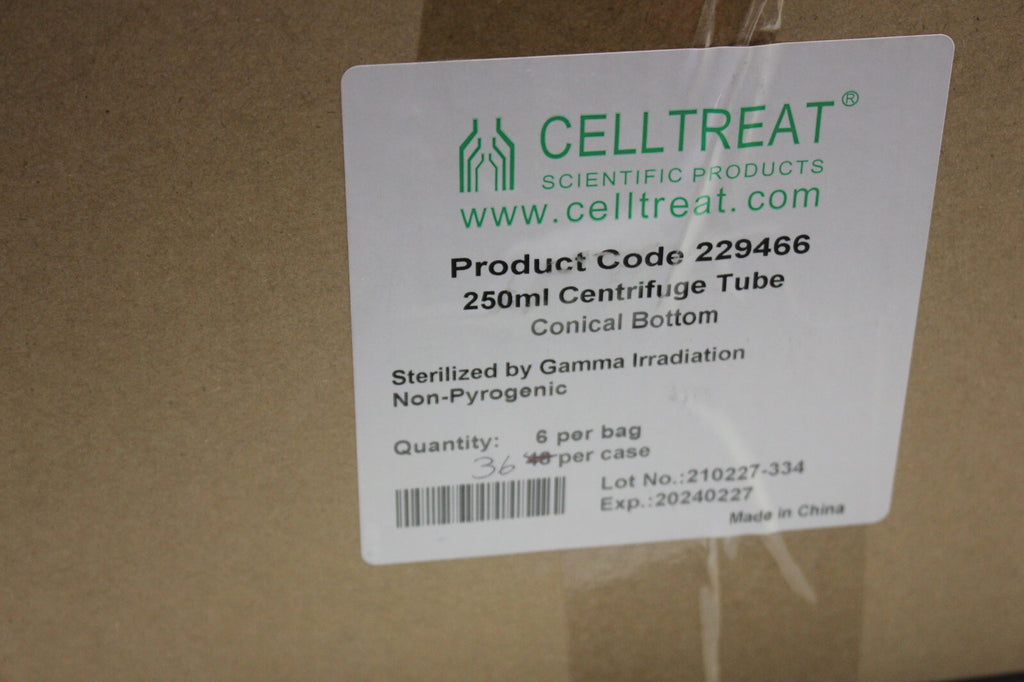 CELLTREAT®
SCIENTIFIC PRODUCTS
www.celltreat.com
Product Code 229466
250ml Centrifuge Tube
Conical Bottom
Sterilized by Gamma Irradiation
Non-Pyrogenic
Quantity: 6 per bag
36 48 per case
Lot No.:210227-334
Exp.:20240227
Made in China